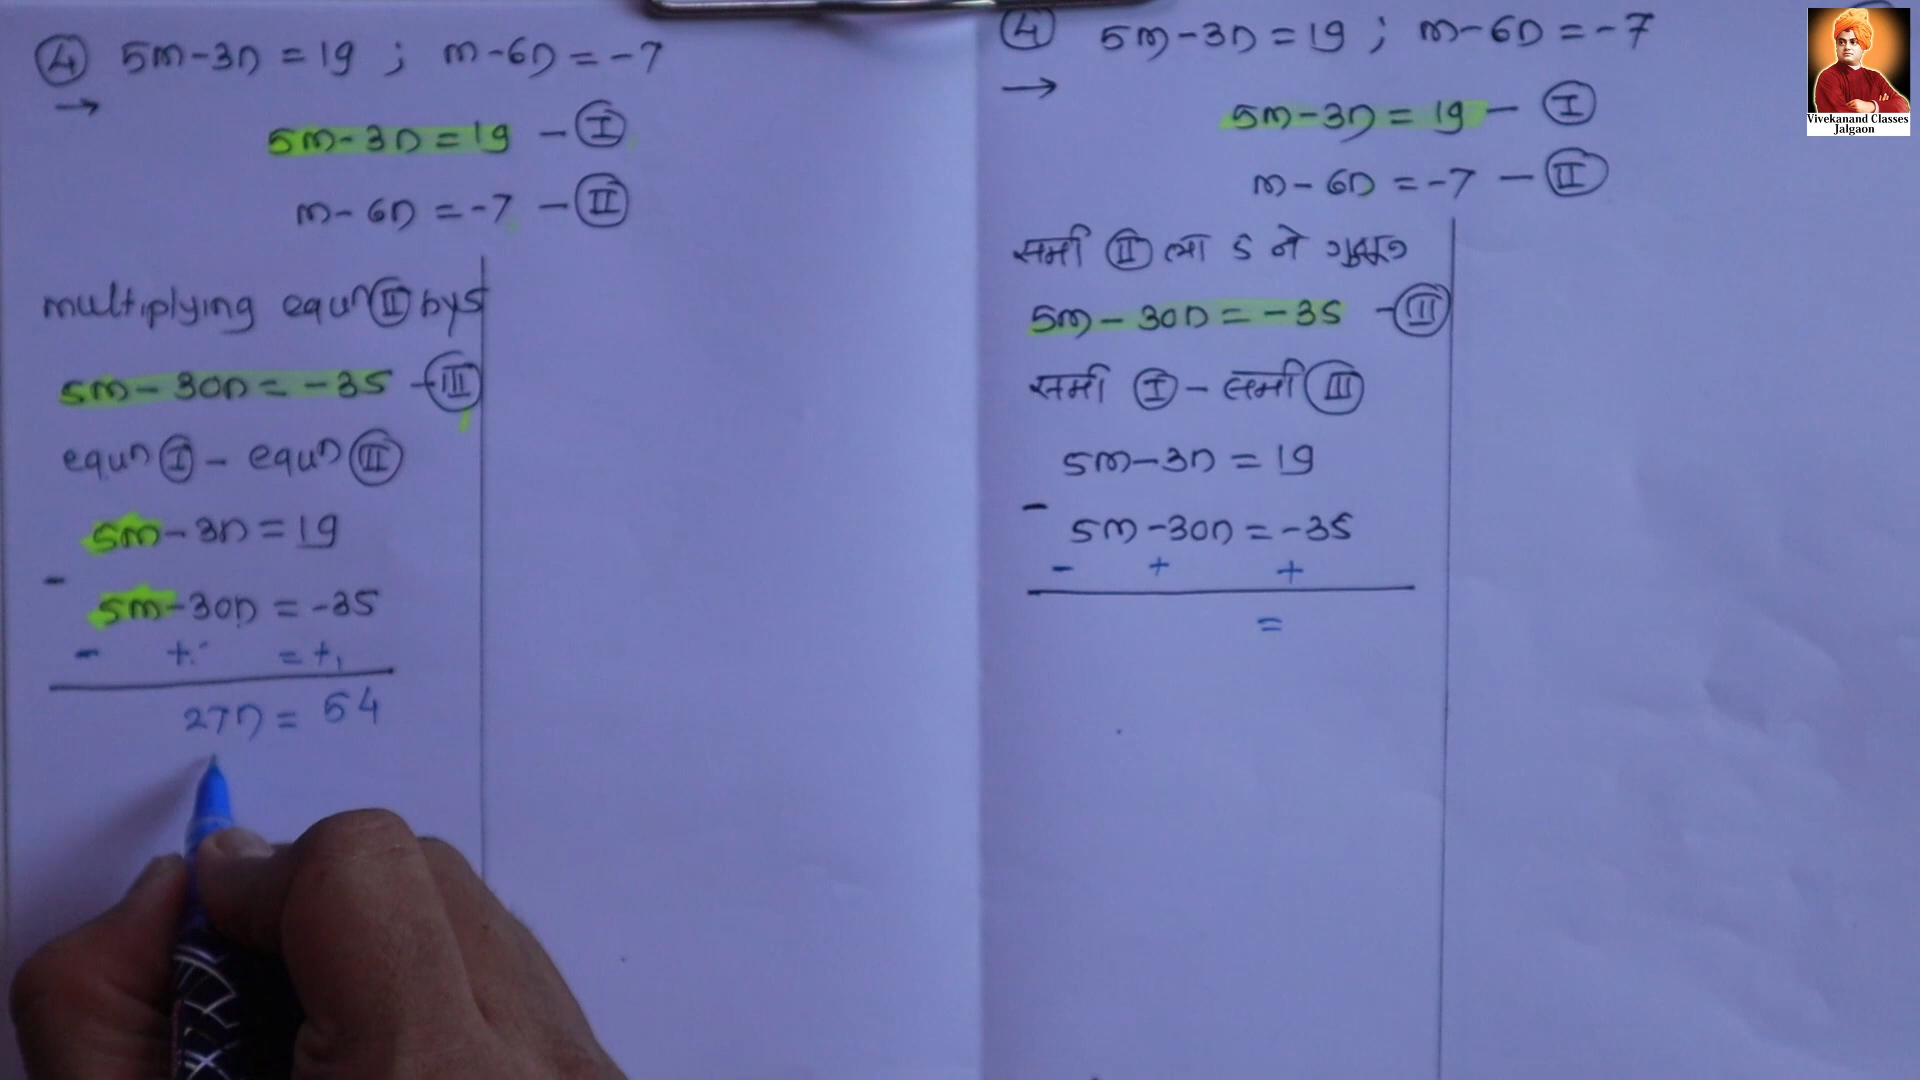 ④ 5m-3n=19 ; m-6n=-7
→
5m-3n=19 - Ⓘ
m-6n=-7 - Ⅱ
multiplying equn Ⅱ by 5
5m-30n=-35 - Ⅲ
equn Ⓘ - equn Ⅲ
5m-3n=19
-
5m-30n=-35
- + = +
27n= 54
④ 5m-3n=19 ; m-6n=-7
→
5m-3n=19 - Ⓘ
m-6n=-7 - Ⅱ
समी Ⅱ ला 5 ने
5m-30n=-35 - Ⅲ
समी Ⓘ - समी Ⅲ
5m-3n=19
-
5m-30n=-35
- + +
=
Vivekanand Classes
Jalgaon